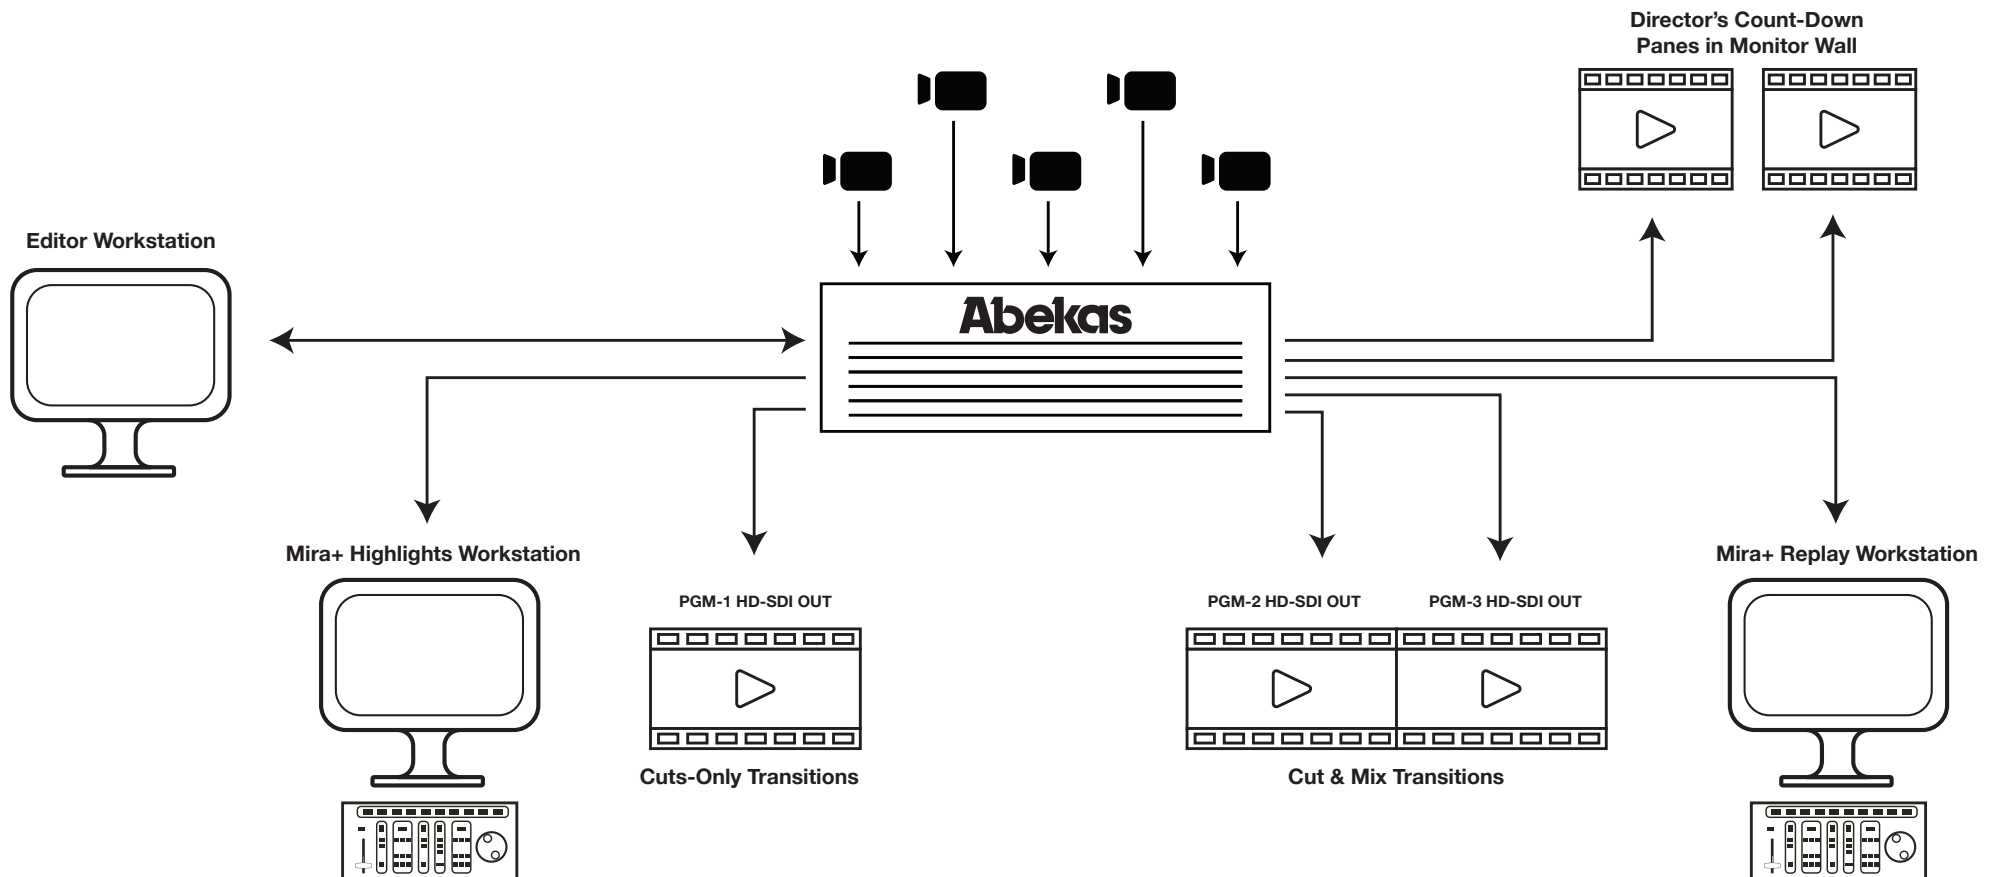 Director’s Count-Down
Panes in Monitor Wall
Editor Workstation
Abekas
Mira+ Highlights Workstation
Mira+ Replay Workstation
PGM-1 HD-SDI OUT
PGM-2 HD-SDI OUT
PGM-3 HD-SDI OUT
Cuts-Only Transitions
Cut & Mix Transitions